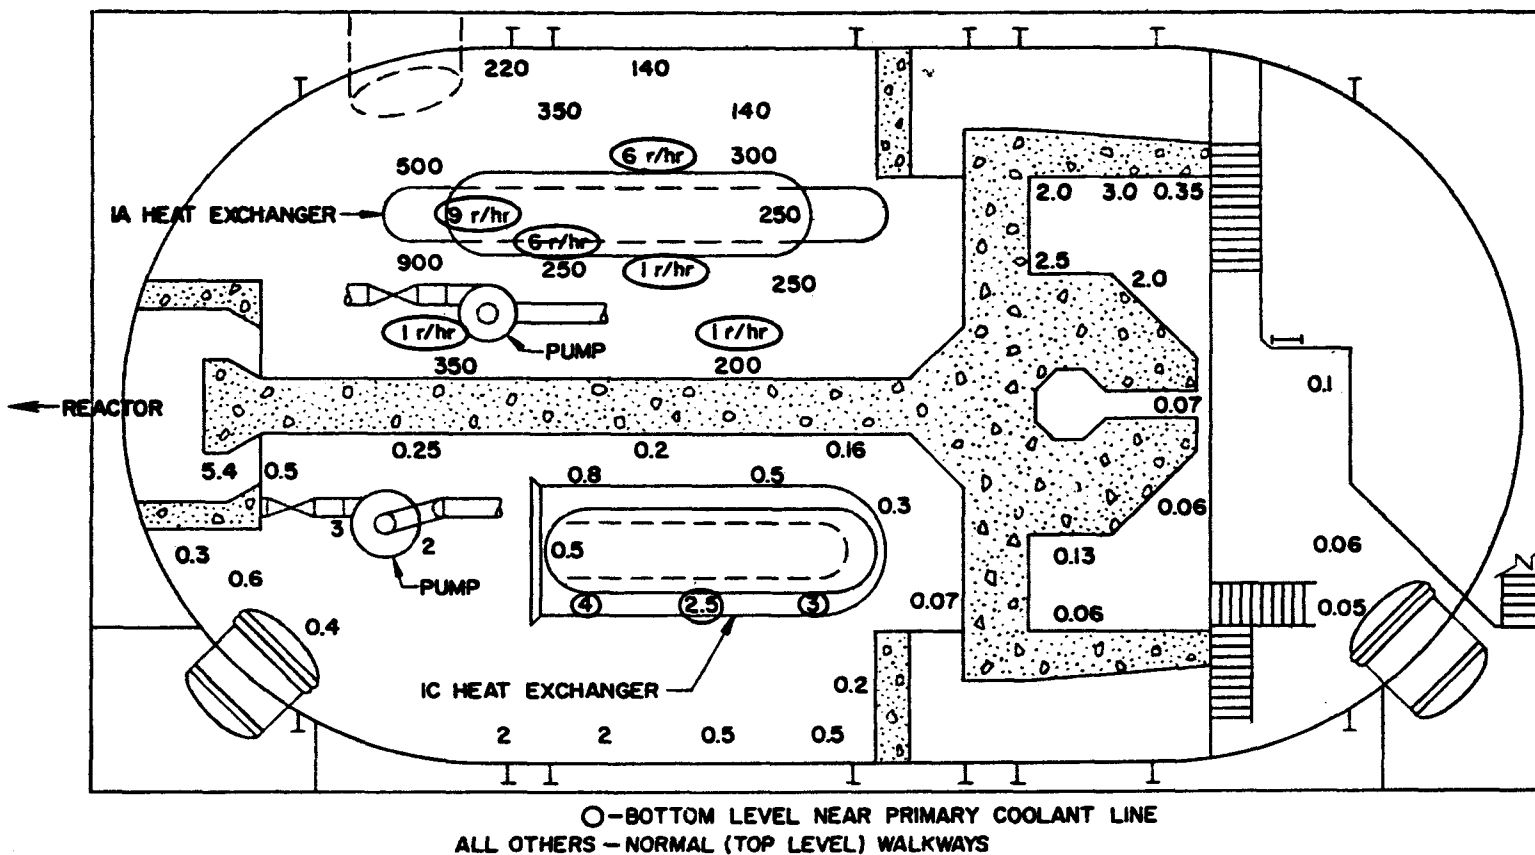 220 140
350 140
6 r/hr 300
500
2.0 3.0 0.35
IA HEAT EXCHANGER
9 r/hr 250
6 r/hr
900 250 1 r/hr
2.5 2.0
250
1 r/hr 1 r/hr
PUMP
350 200
0.1
REACTOR
0.07
0.25 0.2 0.16
5.4 0.5 0.8 0.5
0.3 0.06
3 2
0.3 0.5 0.13 0.06
0.6 PUMP
4 2.5 3 0.07 0.06 0.05
0.4
IC HEAT EXCHANGER 0.2
2 2 0.5 0.5
O-BOTTOM LEVEL NEAR PRIMARY COOLANT LINE
ALL OTHERS - NORMAL (TOP LEVEL) WALKWAYS